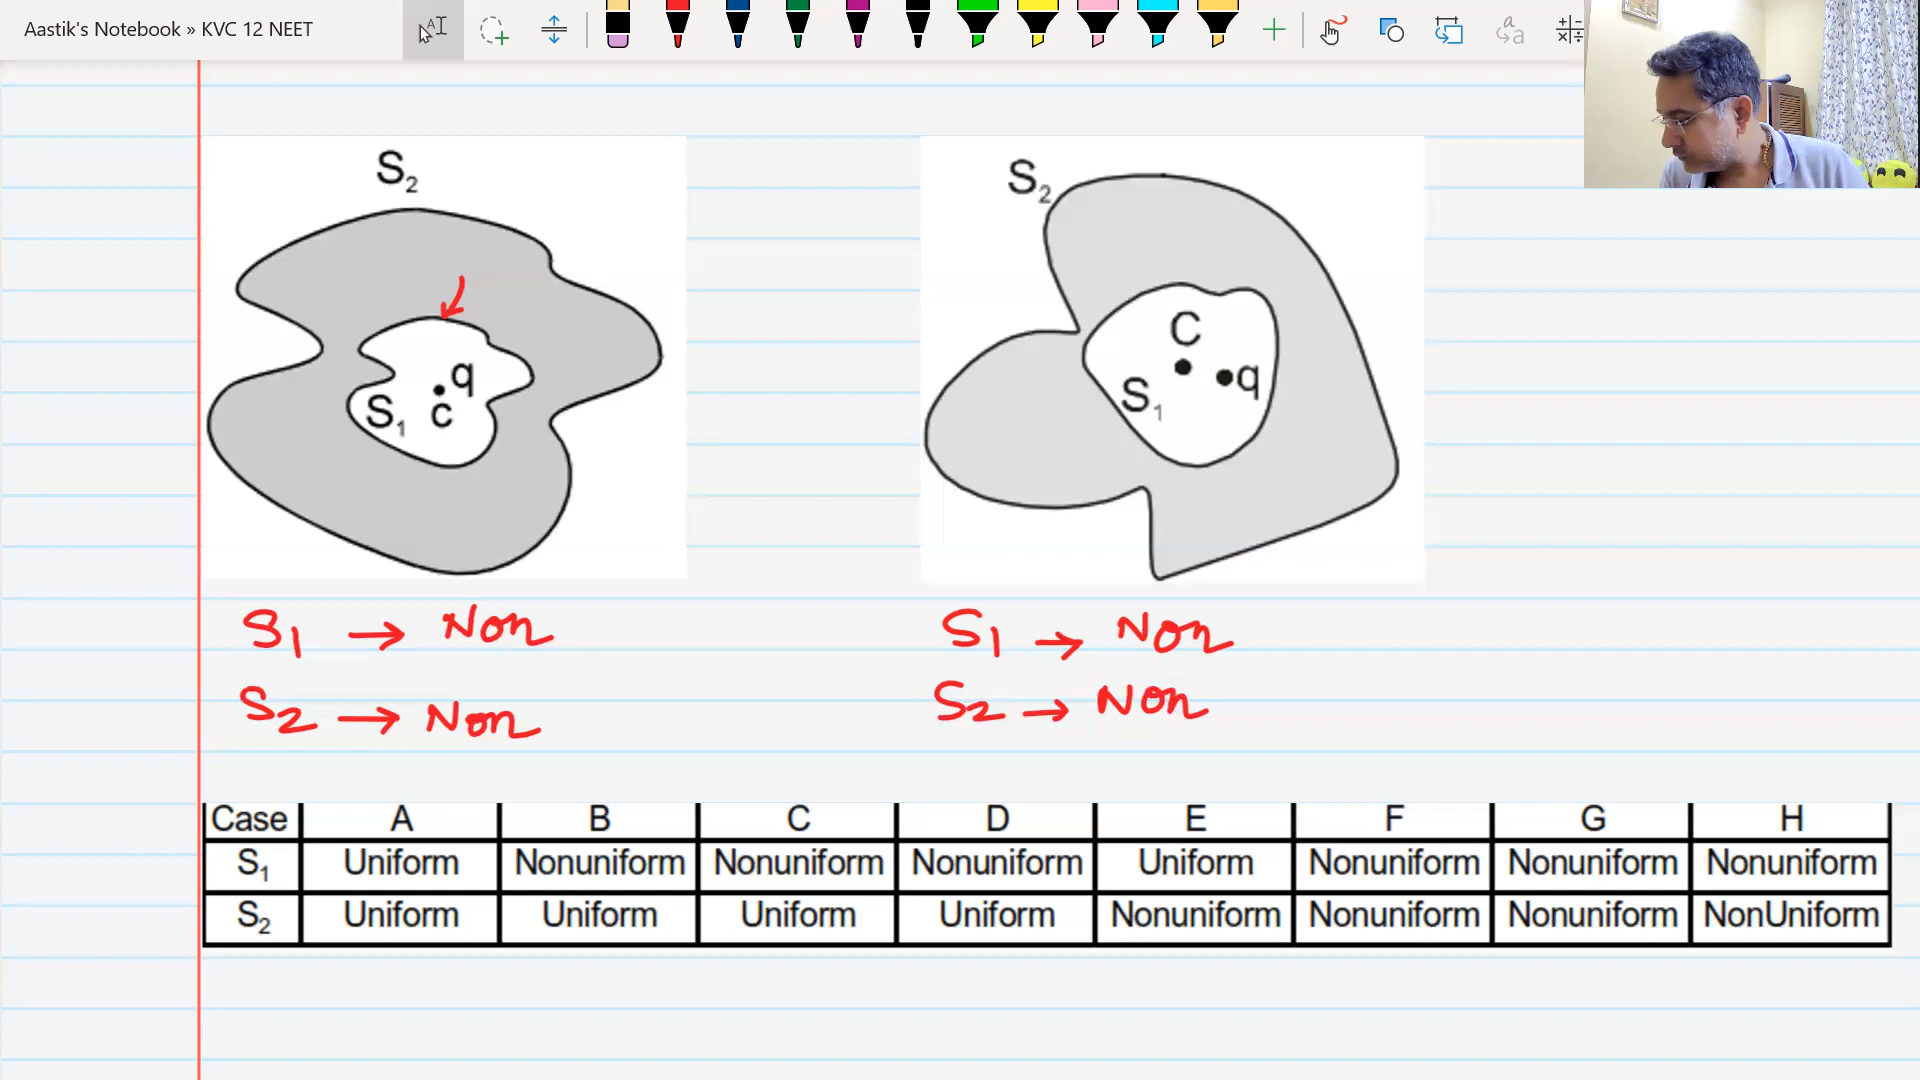 Aastik's Notebook » KVC 12 NEET
S₂
q
S₁ c
S₂
C
q
S₁
S₁ → Non
S₂ → Non
S₁ → Non
S₂ → Non
Case A B C D E F G H
S₁ Uniform Nonuniform Nonuniform Nonuniform Uniform Nonuniform Nonuniform Nonuniform
S₂ Uniform Uniform Uniform Uniform Nonuniform Nonuniform Nonuniform NonUniform